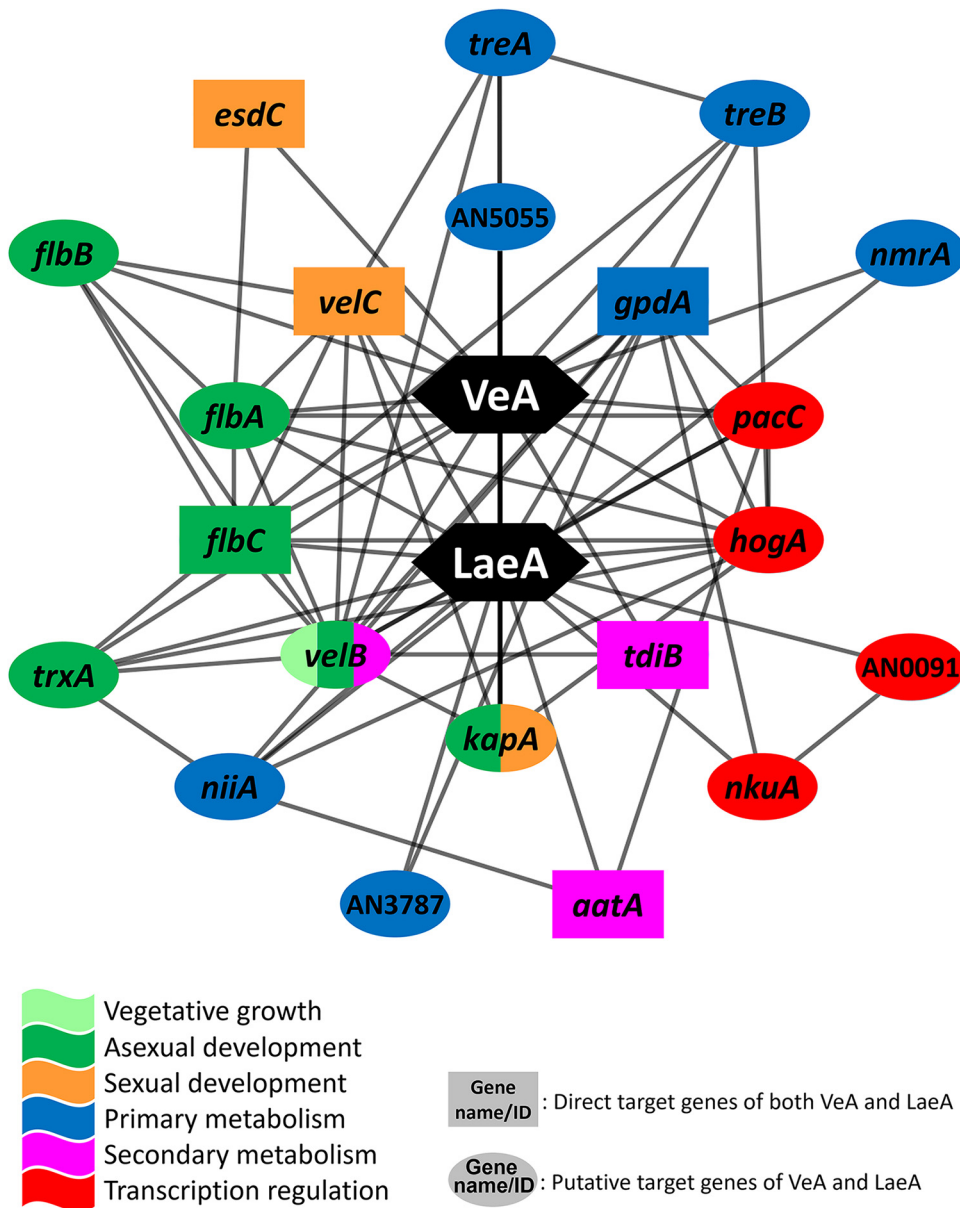 treA
esdC
treB
AN5055
flbB
nmrA
velC
gpdA
VeA
flbA
pacC
flbC
hogA
LaeA
velB
tdiB
trxA
AN0091
kapA
niiA
nkuA
AN3787
aatA
Vegetative growth
Asexual development
Sexual development
Primary metabolism
Secondary metabolism
Transcription regulation
Gene
name/ID
: Direct target genes of both VeA and LaeA
Gene
name/ID
: Putative target genes of VeA and LaeA